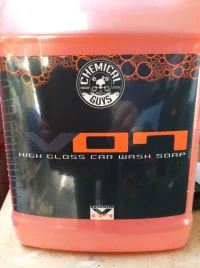 CHEMICAL
GUYS
V07
HIGH GLOSS CAR WASH SOAP